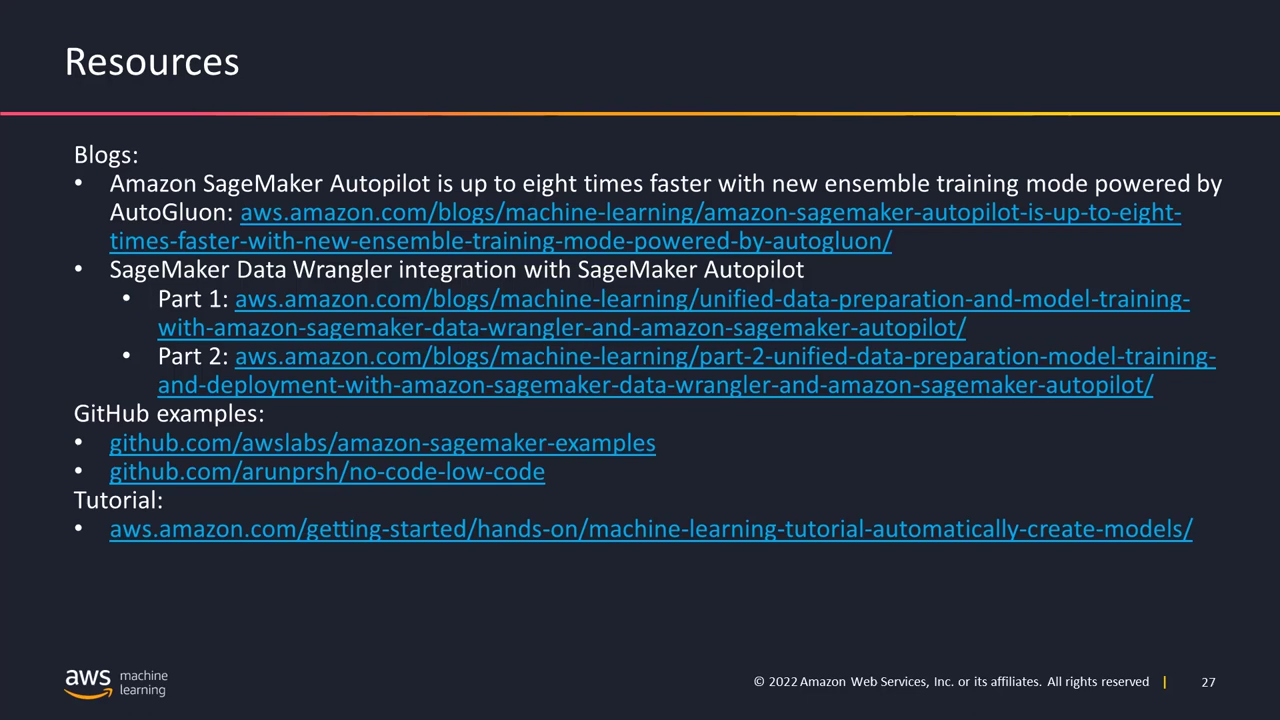 Resources
Blogs:
• Amazon SageMaker Autopilot is up to eight times faster with new ensemble training mode powered by
AutoGluon: aws.amazon.com/blogs/machine-learning/amazon-sagemaker-autopilot-is-up-to-eight-
times-faster-with-new-ensemble-training-mode-powered-by-autogluon/
• SageMaker Data Wrangler integration with SageMaker Autopilot
• Part 1: aws.amazon.com/blogs/machine-learning/unified-data-preparation-and-model-training-
with-amazon-sagemaker-data-wrangler-and-amazon-sagemaker-autopilot/
• Part 2: aws.amazon.com/blogs/machine-learning/part-2-unified-data-preparation-model-training-
and-deployment-with-amazon-sagemaker-data-wrangler-and-amazon-sagemaker-autopilot/
GitHub examples:
• github.com/awslabs/amazon-sagemaker-examples
• github.com/arunprsh/no-code-low-code
Tutorial:
• aws.amazon.com/getting-started/hands-on/machine-learning-tutorial-automatically-create-models/
aws machine
learning
© 2022 Amazon Web Services, Inc. or its affiliates. All rights reserved | 27